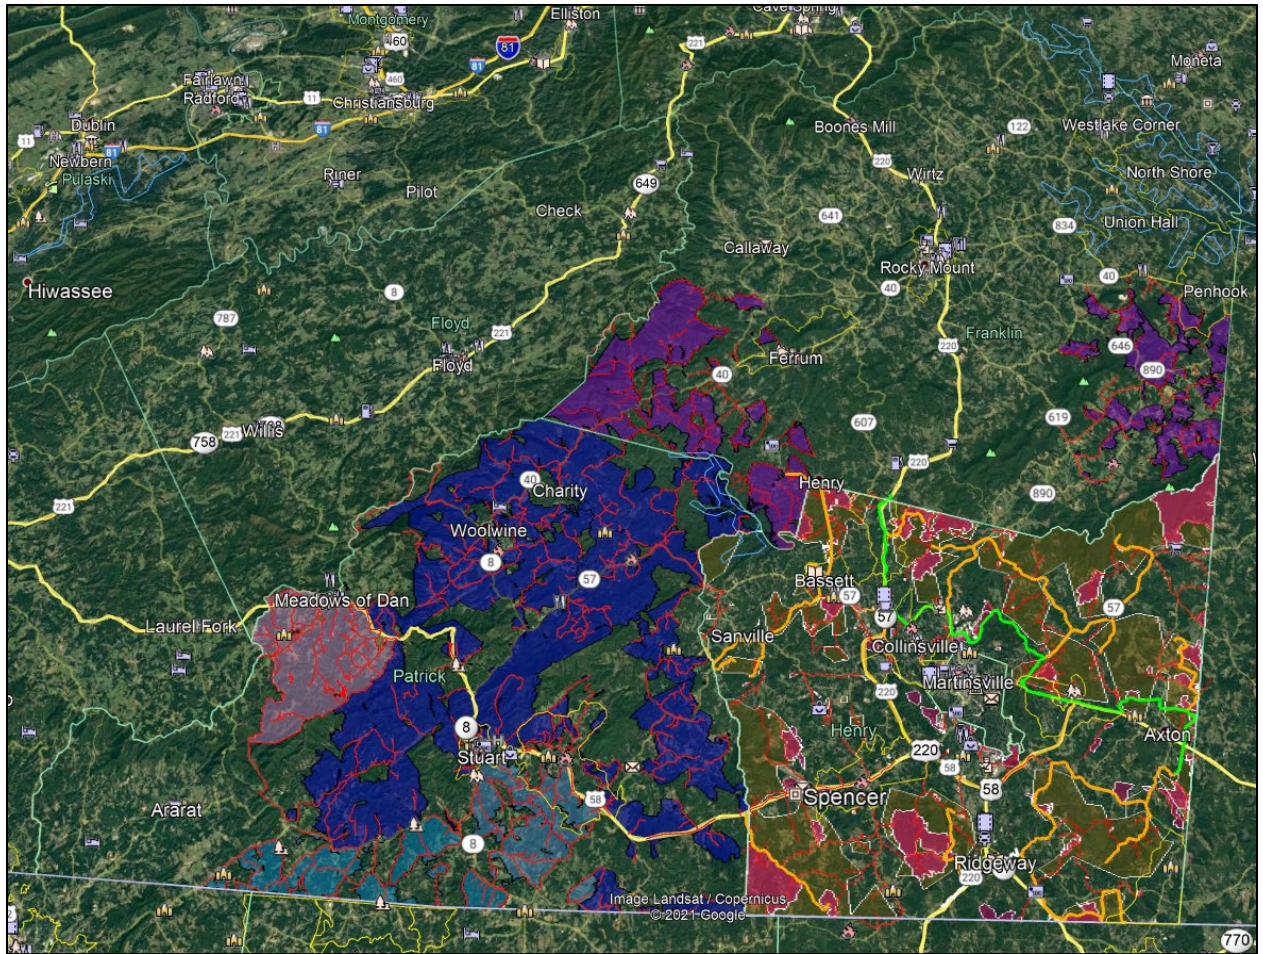 Montgomery
Elliston
Cave Spring
460
81
221
81
460
Moneta
Fairlawn
Radford
11
Christiansburg
81
Dublin
11
81
Newbern
Pulaski
Boones Mill
122
Westlake Corner
220
Wirtz
Riner
Pilot
649
North Shore
Check
641
834
Union Hall
Callaway
Rocky Mount
40
40
Hiwassee
8
Penhook
787
Floyd
221
Franklin
646
Floyd
220
Ferrum
890
40
619
607
758
221
Willis
220
Henry
40
Charity
890
221
Woolwine
8
57
Bassett
57
57
57
Meadows of Dan
Laurel Fork
Sanville
Collinsville
Patrick
Martinsville
220
8
Henry
Axton
Stuart
220
58
58
58
Spencer
Ararat
8
Ridgeway
220
Image Landsat / Copernicus
© 2021 Google
770